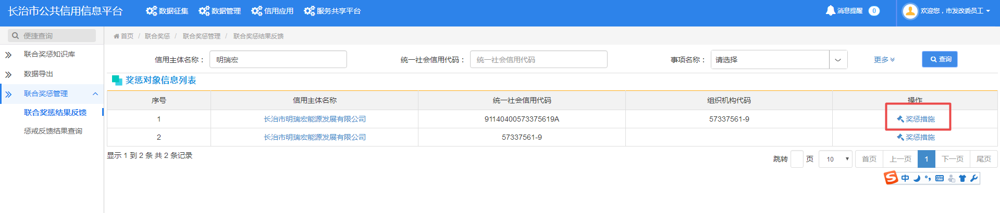 长治市公共信用信息平台 数据征集 数据管理 信用应用 服务共享平台 消息提醒 0 欢迎您，市发改委员工
便捷查询
首页 / 联合奖惩 / 联合奖惩管理 / 联合奖惩结果反馈
联合奖惩知识库
数据导出
联合奖惩管理
联合奖惩结果反馈
惩戒反馈结果查询
信用主体名称： 明瑞宏 统一社会信用代码： 统一社会信用代码 事项名称： 请选择 更多 查询
奖惩对象信息列表
序号 信用主体名称 统一社会信用代码 组织机构代码 操作
1 长治市明瑞宏能源发展有限公司 91140400573375619A 57337561-9 奖惩措施
2 长治市明瑞宏能源发展有限公司 57337561-9 奖惩措施
显示 1 到 2 条 共 2 条记录
跳转 页 10 首页 上一页 1 下一页 尾页
S 中